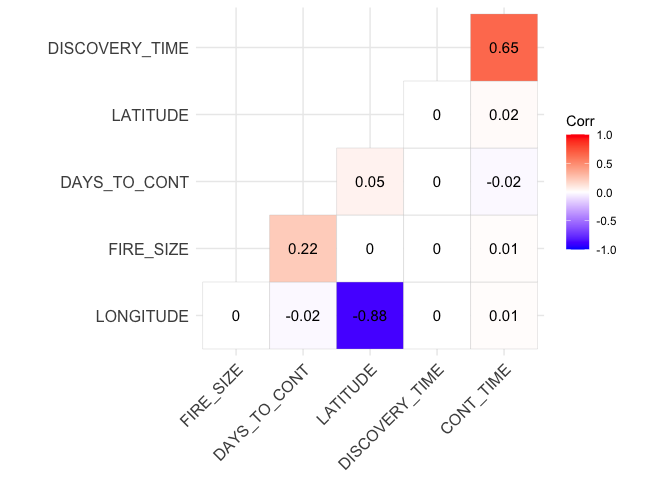 DISCOVERY_TIME 0.65
LATITUDE 0 0.02
DAYS_TO_CONT 0.05 0 -0.02
FIRE_SIZE 0.22 0 0 0.01
LONGITUDE 0 -0.02 -0.88 0 0.01
FIRE_SIZE
DAYS_TO_CONT
LATITUDE
DISCOVERY_TIME
CONT_TIME
Corr
1.0
0.5
0.0
-0.5
-1.0